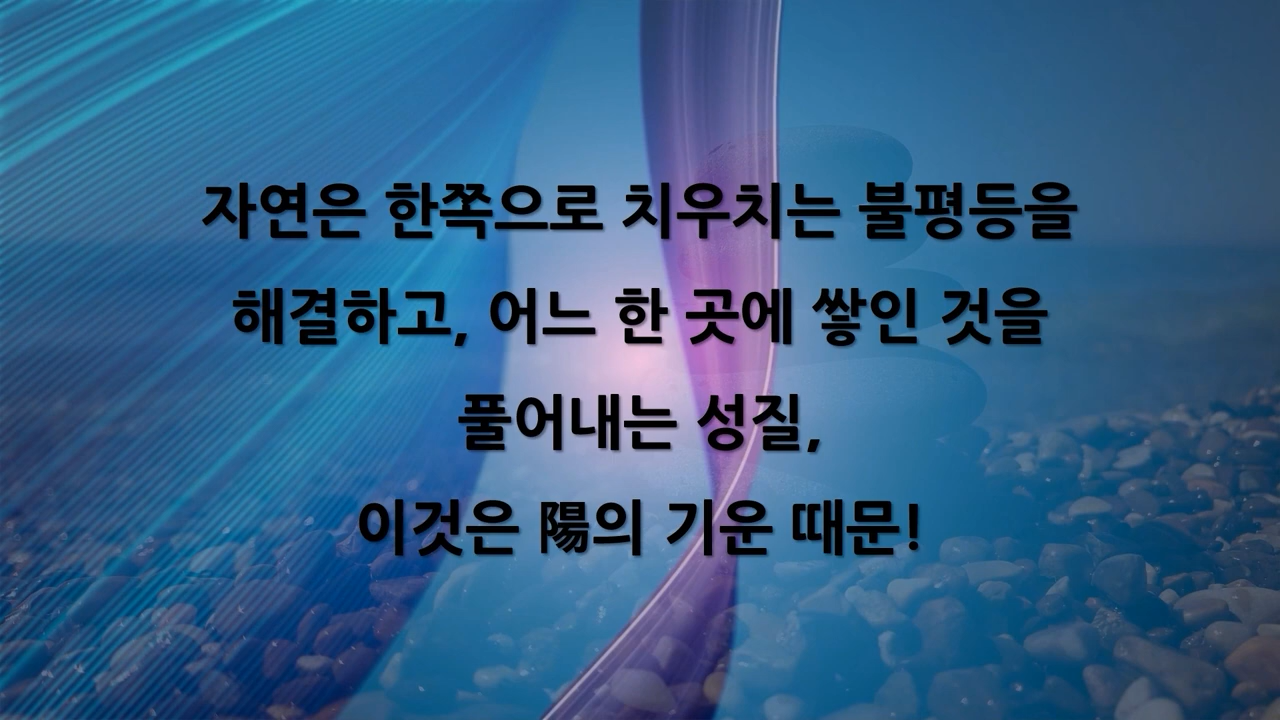 자연은 한쪽으로 치우치는 불평등을
해결하고, 어느 한 곳에 쌓인 것을
풀어내는 성질,
이것은 陽의 기운 때문!